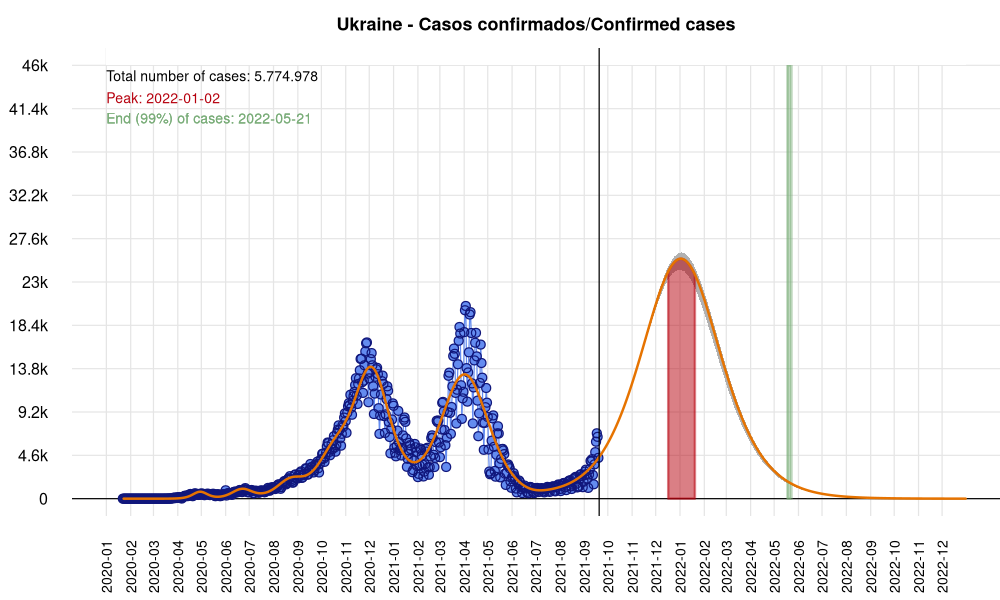 Ukraine - Casos confirmados/Confirmed cases
46k
41.4k
36.8k
32.2k
27.6k
23k
18.4k
13.8k
9.2k
4.6k
0
Total number of cases: 5.774.978
Peak: 2022-01-02
End (99%) of cases: 2022-05-21
2020-01
2020-02
2020-03
2020-04
2020-05
2020-06
2020-07
2020-08
2020-09
2020-10
2020-11
2020-12
2021-01
2021-02
2021-03
2021-04
2021-05
2021-06
2021-07
2021-08
2021-09
2021-10
2021-11
2021-12
2022-01
2022-02
2022-03
2022-04
2022-05
2022-06
2022-07
2022-08
2022-09
2022-10
2022-11
2022-12